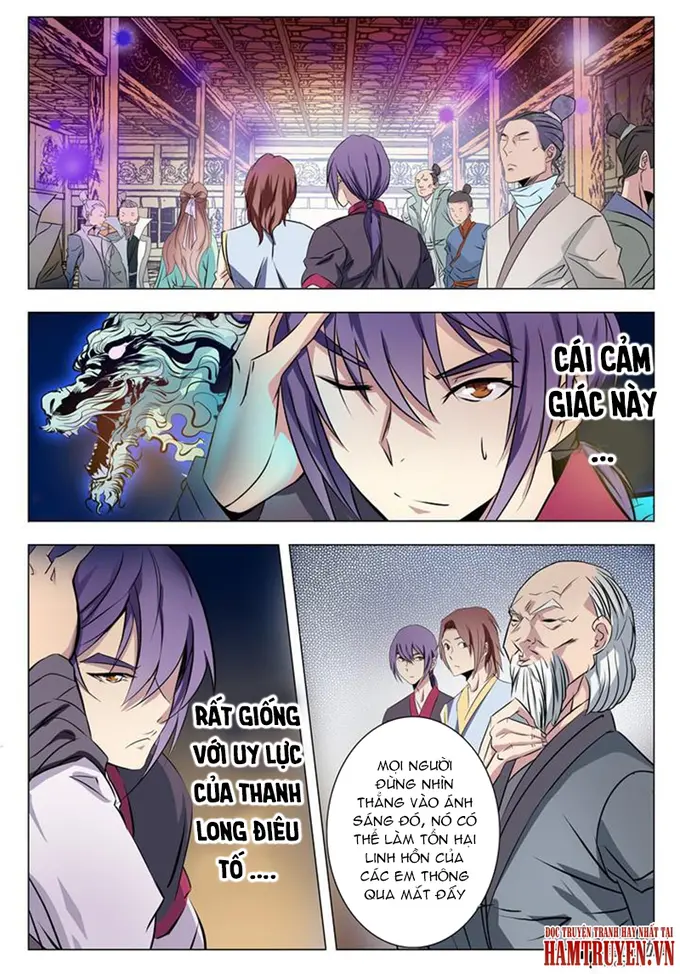 CÁI CẢM
GIÁC NÀY
...
RẤT GIỐNG
VỚI UY LỰC
CỦA THANH
LONG ĐIÊU
TỐ ....
MỌI NGƯỜI
ĐỪNG NHÌN
THẲNG VÀO ÁNH
SÁNG ĐÓ, NÓ CÓ
THỂ LÀM TỔN HẠI
LINH HỒN CỦA
CÁC EM THÔNG
QUA MẮT ĐẤY
ĐỌC TRUYỆN TRANH HAY NHẤT TẠI
HAMTRUYEN.VN